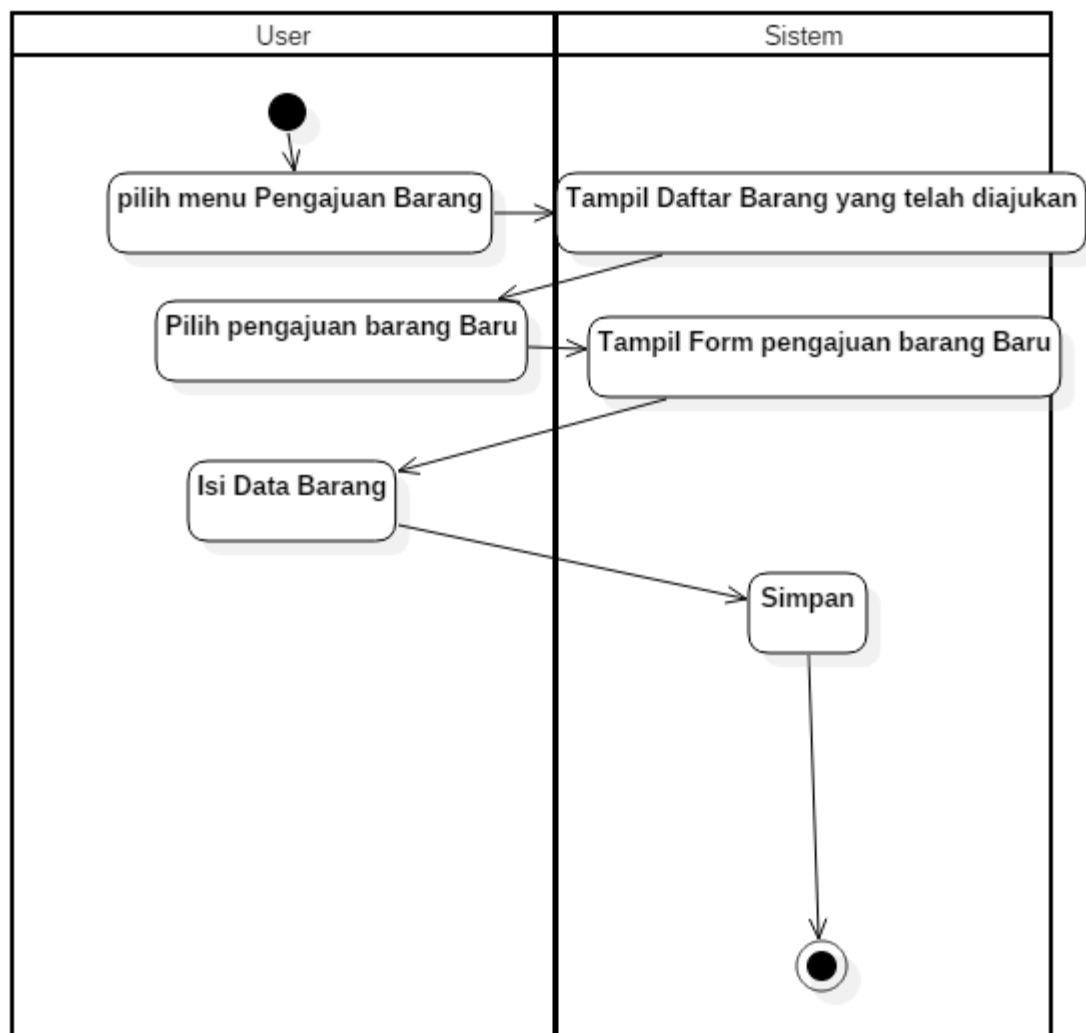 User
Sistem
pilih menu Pengajuan Barang
Tampil Daftar Barang yang telah diajukan
Pilih pengajuan barang Baru
Tampil Form pengajuan barang Baru
Isi Data Barang
Simpan